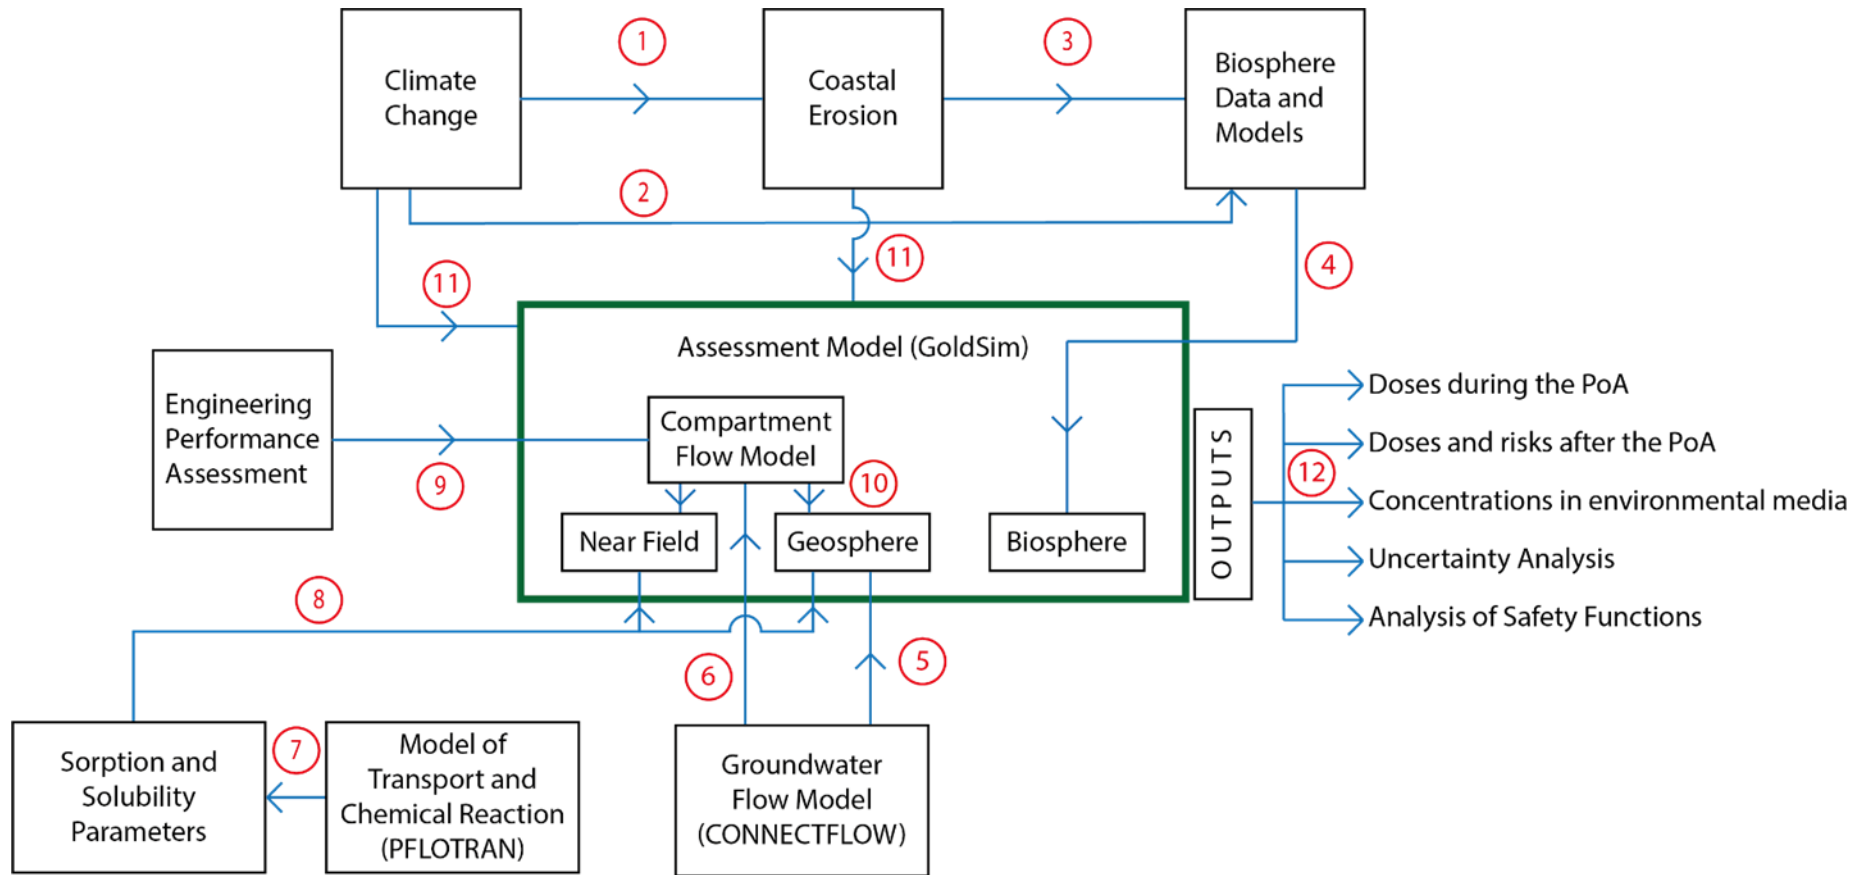 1
3
Climate
Change
Coastal
Erosion
Biosphere
Data and
Models
2
11
11
4
Assessment Model (GoldSim)
Engineering
Performance
Assessment
9
Compartment
Flow Model
10
Near Field
Geosphere
Biosphere
OUTPUTS
12
Doses during the PoA
Doses and risks after the PoA
Concentrations in environmental media
Uncertainty Analysis
Analysis of Safety Functions
8
6
5
7
Sorption and
Solubility
Parameters
Model of
Transport and
Chemical Reaction
(PFLOTRAN)
Groundwater
Flow Model
(CONNECTFLOW)